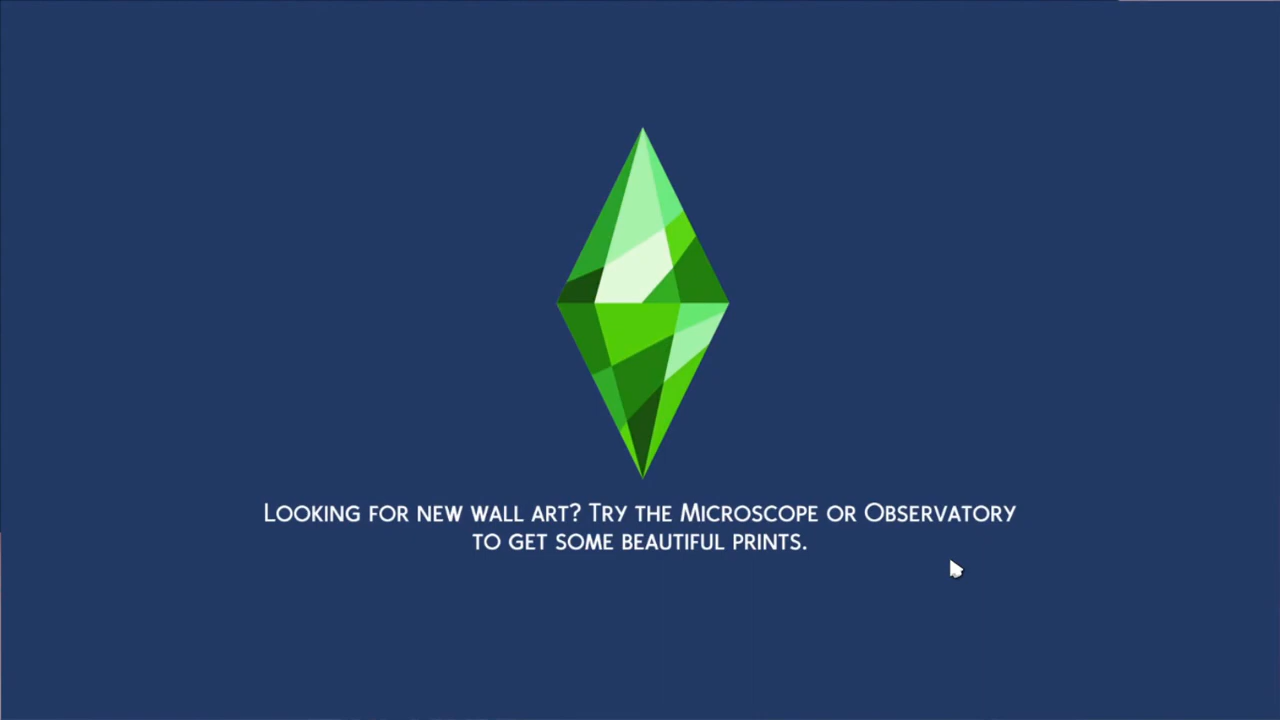 Looking for new wall art? Try the Microscope or Observatory
to get some beautiful prints.